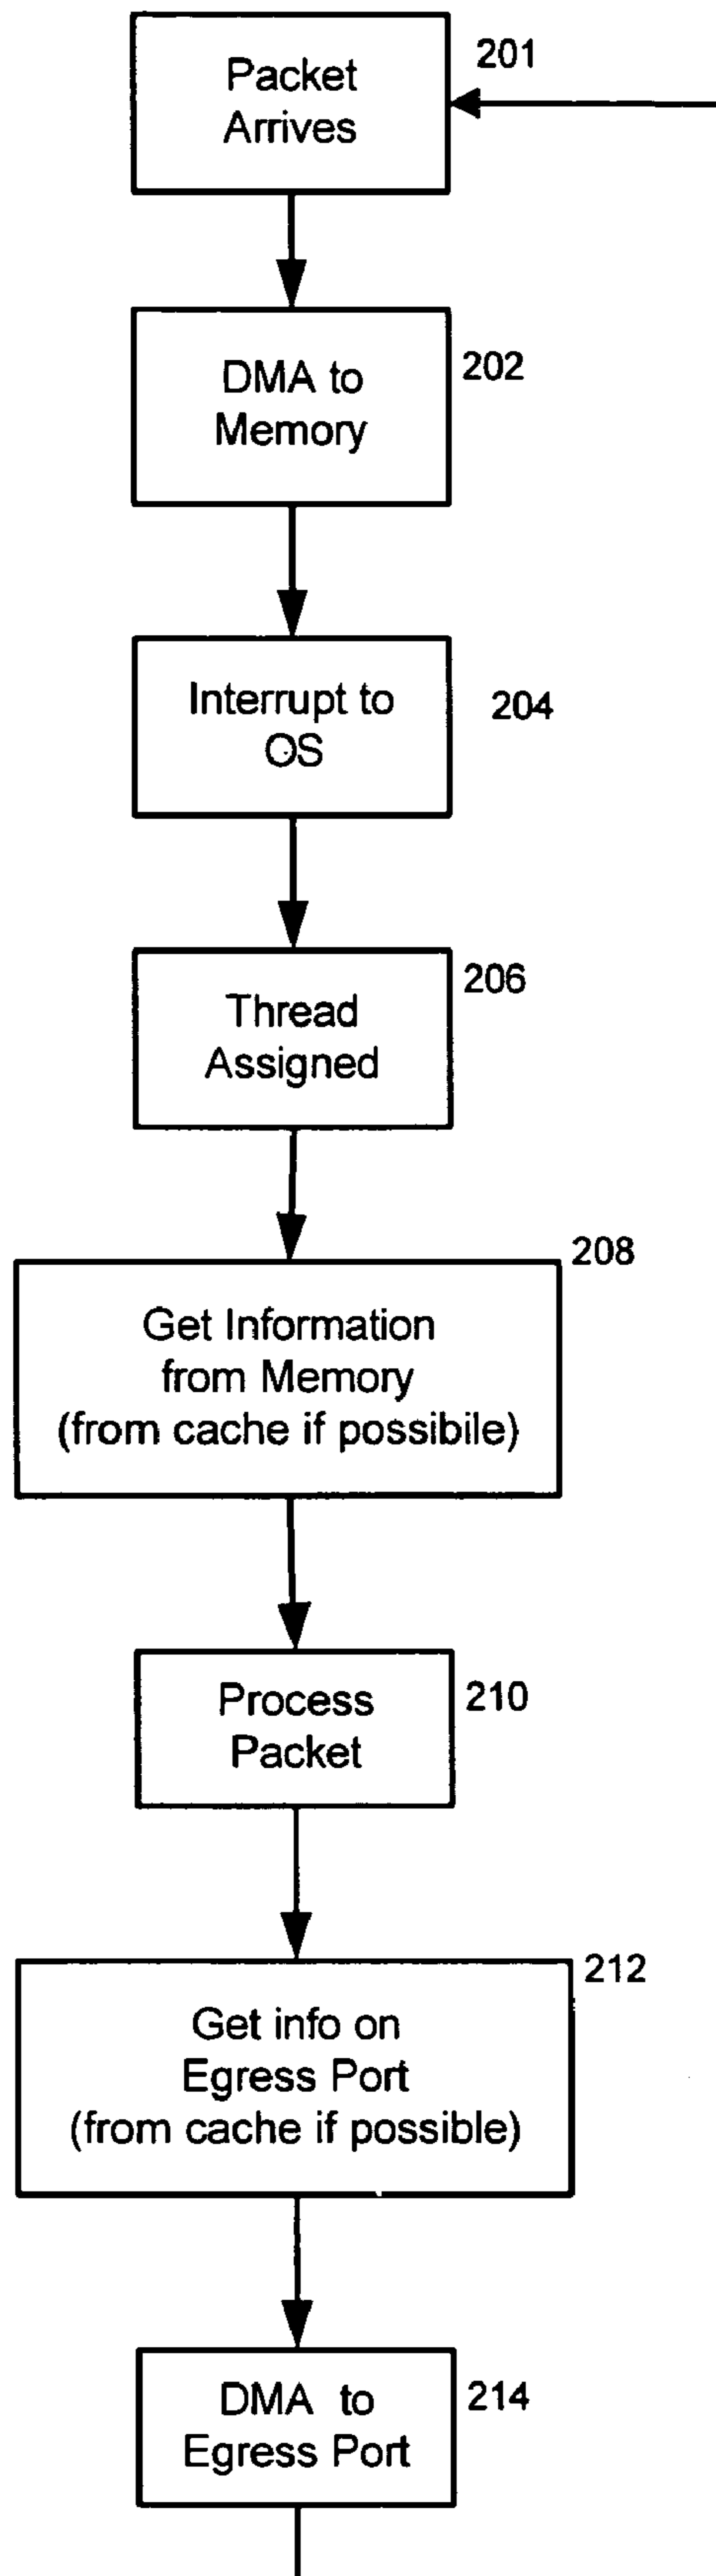 Packet
Arrives
201
DMA to
Memory
202
Interrupt to
OS
204
Thread
Assigned
206
208
Get Information
from Memory
(from cache if possibile)
Process
Packet
210
212
Get info on
Egress Port
(from cache if possible)
DMA to
Egress Port
214